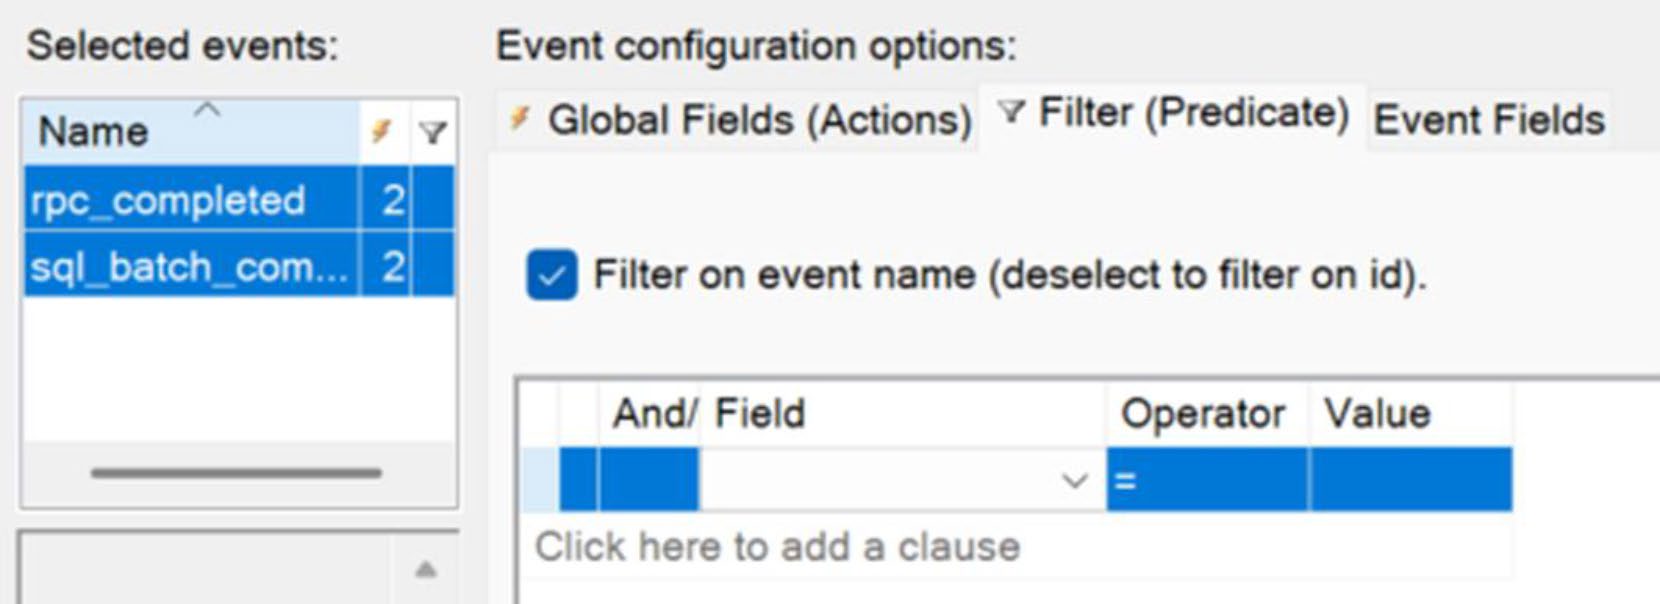 Selected events:
Name
rpc_completed 2
sql_batch_com... 2
Event configuration options:
Global Fields (Actions) Filter (Predicate) Event Fields
Filter on event name (deselect to filter on id).
And/ Field Operator Value
=
Click here to add a clause